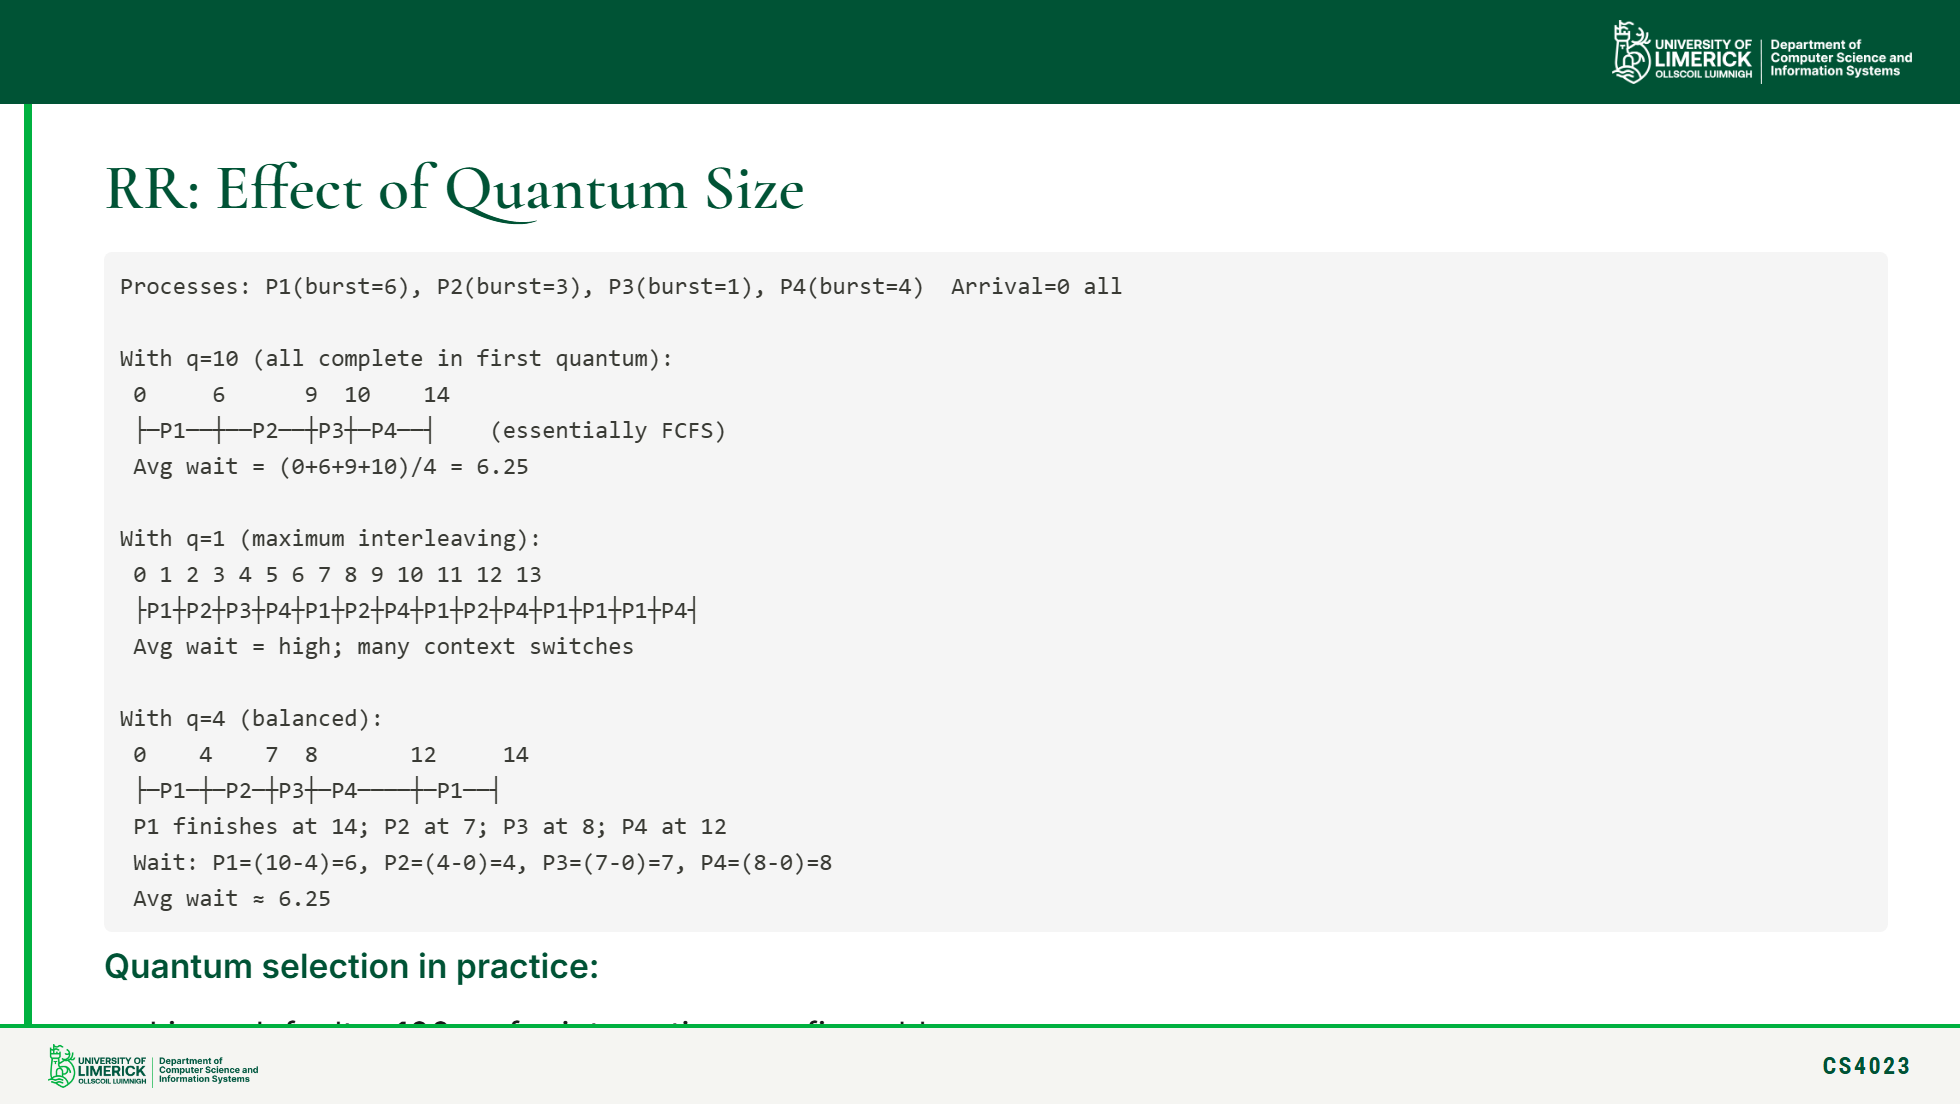 UNIVERSITY OF
LIMERICK
OLLSCOIL LUIMNIGH
Department of
Computer Science and
Information Systems
RR: Effect of Quantum Size
Processes: P1(burst=6), P2(burst=3), P3(burst=1), P4(burst=4)  Arrival=0 all
With q=10 (all complete in first quantum):
0     6      9  10    14
├─P1──┼──P2──┼P3┼─P4──┤    (essentially FCFS)
Avg wait = (0+6+9+10)/4 = 6.25
With q=1 (maximum interleaving):
0 1 2 3 4 5 6 7 8 9 10 11 12 13
├P1┼P2┼P3┼P4┼P1┼P2┼P4┼P1┼P2┼P4┼P1┼P1┼P1┼P4┤
Avg wait = high; many context switches
With q=4 (balanced):
0    4    7  8       12     14
├─P1─┼─P2─┼P3┼─P4────┼─P1──┤
P1 finishes at 14; P2 at 7; P3 at 8; P4 at 12
Wait: P1=(10-4)=6, P2=(4-0)=4, P3=(7-0)=7, P4=(8-0)=8
Avg wait ≈ 6.25
Quantum selection in practice:
UNIVERSITY OF
LIMERICK
OLLSCOIL LUIMNIGH
Department of
Computer Science and
Information Systems
CS4023